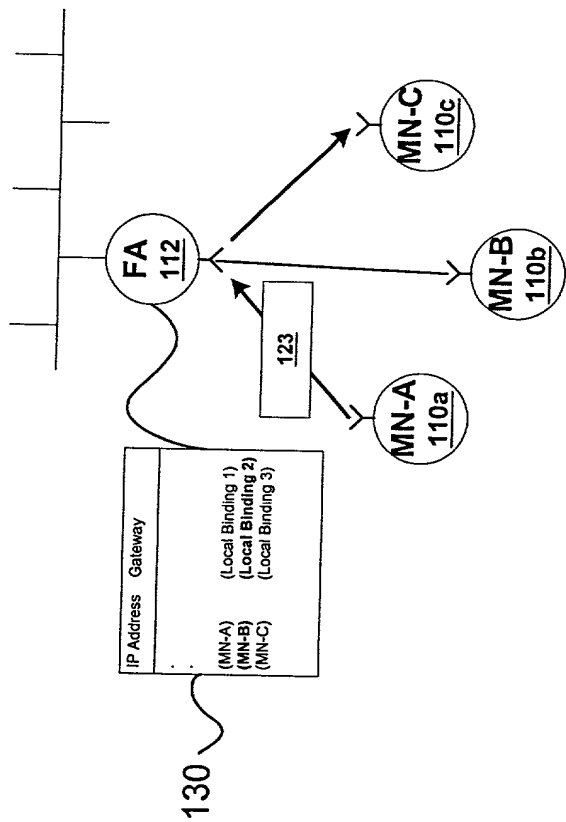 FA
112
MN-C
110c
MN-B
110b
MN-A
110a
123
IP Address Gateway
. .
(MN-A) (Local Binding 1)
(MN-B) (Local Binding 2)
(MN-C) (Local Binding 3)
130